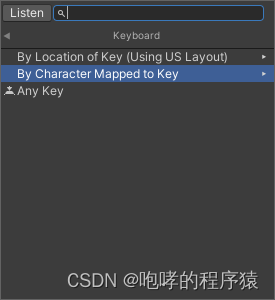 Listen
Keyboard
By Location of Key (Using US Layout)
By Character Mapped to Key
Any Key
CSDN @咆哮的程序猿